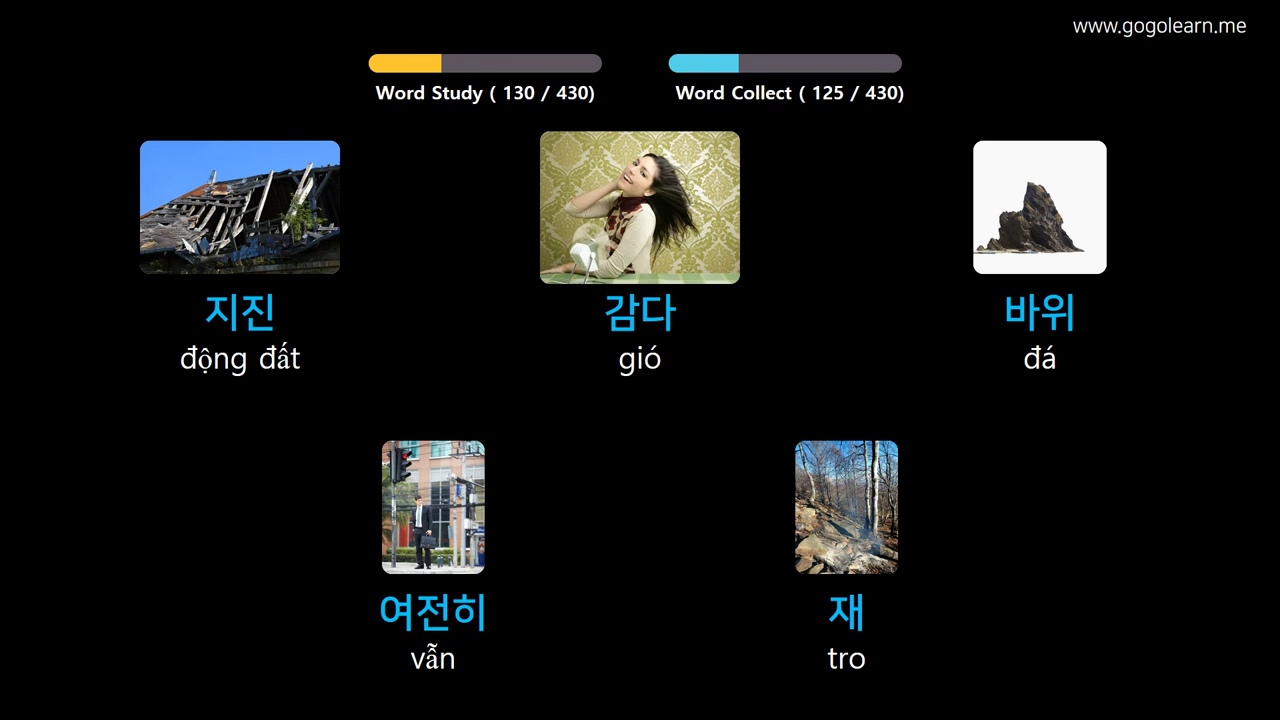 www.gogolearn.me
Word Study ( 130 / 430)
Word Collect ( 125 / 430)
지진
động đất
감다
gió
바위
đá
여전히
vẫn
재
tro